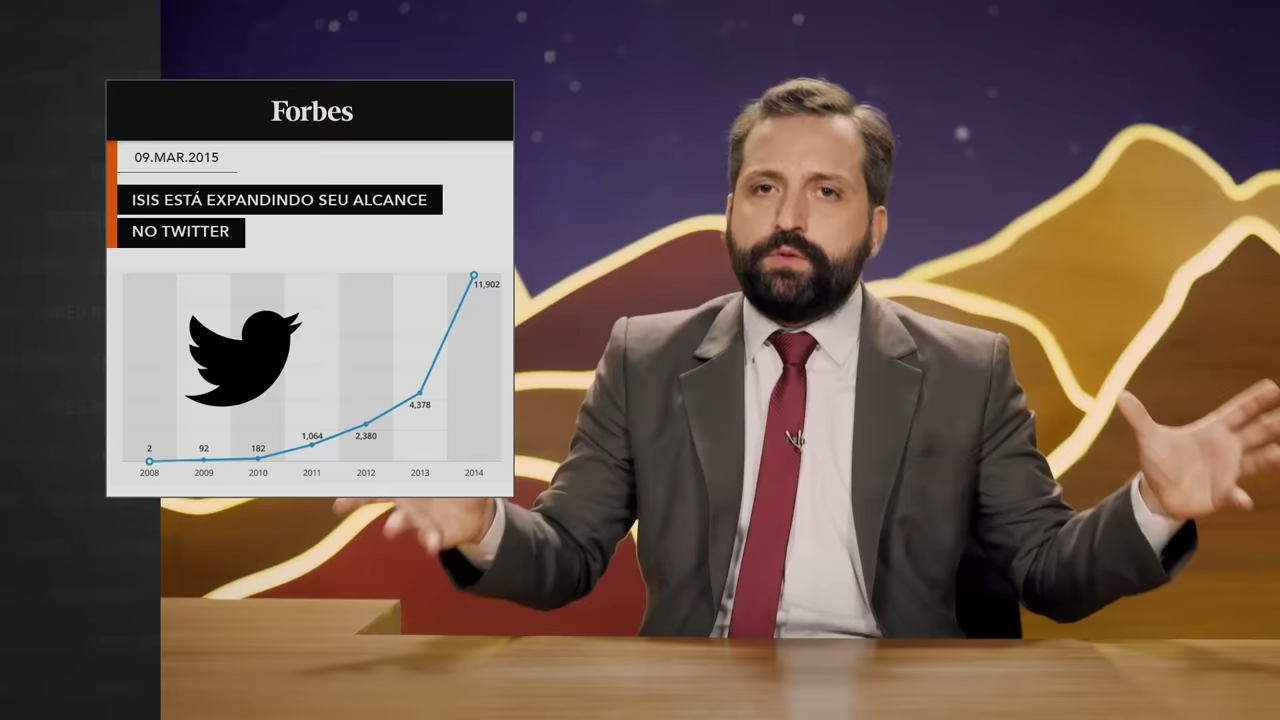 Forbes
09.MAR.2015
ISIS ESTÁ EXPANDINDO SEU ALCANCE
NO TWITTER
11,902
4,378
2 92 182 1,064 2,380
2008 2009 2010 2011 2012 2013 2014